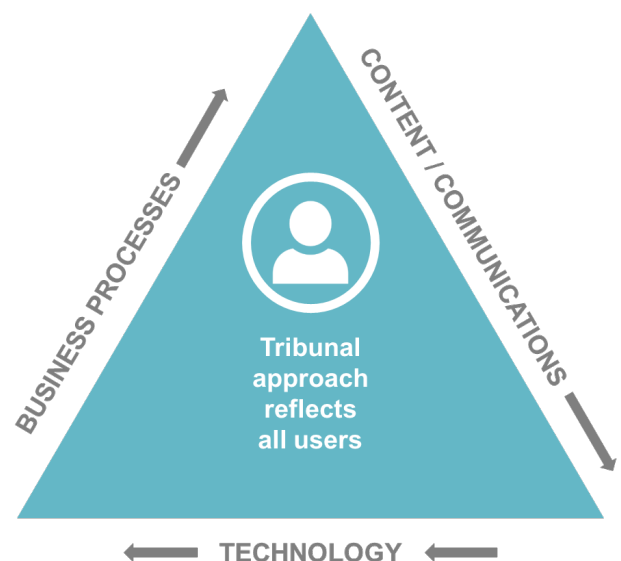 BUSINESS PROCESSES
CONTENT / COMMUNICATIONS
Tribunal
approach
reflects
all users
TECHNOLOGY